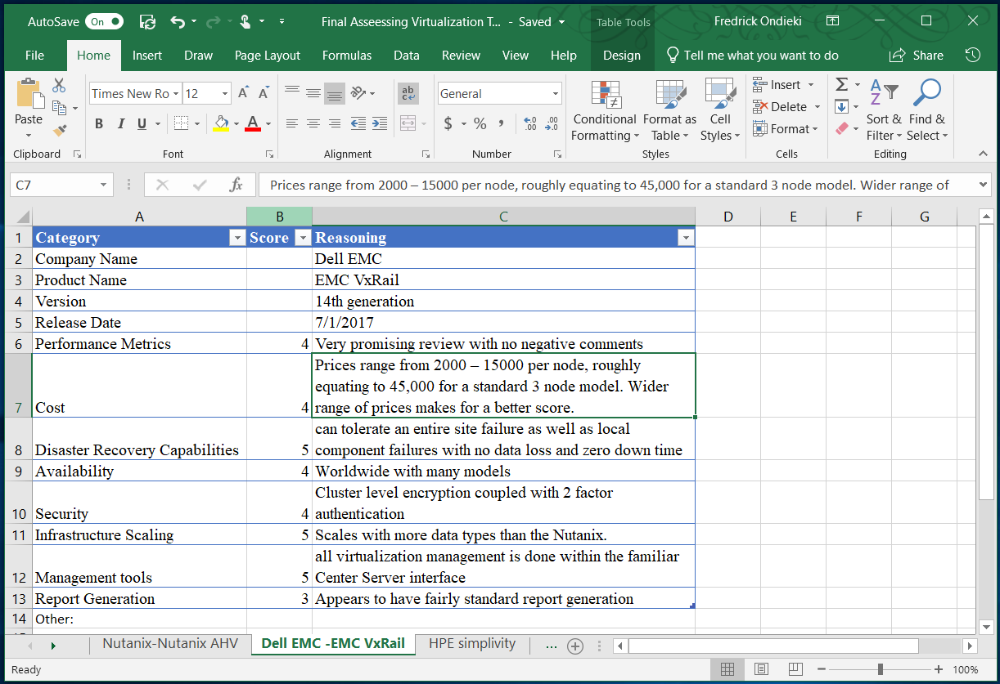 AutoSave On Final Asseessing Virtualization T... - Saved Table Tools Fredrick Ondieki
File Home Insert Draw Page Layout Formulas Data Review View Help Design Tell me what you want to do Share
Times New Ro 12 ab General Insert Σ A
Paste B I U A $ % , .00 .00 Conditional Format as Cell Delete Z Sort & Find &
Formatting Table Styles Format Filter Select
Clipboard Font Alignment Number Styles Cells Editing
C7 fx Prices range from 2000 – 15000 per node, roughly equating to 45,000 for a standard 3 node model. Wider range of
A B C D E F G
1 Category Score Reasoning
2 Company Name Dell EMC
3 Product Name EMC VxRail
4 Version 14th generation
5 Release Date 7/1/2017
6 Performance Metrics 4 Very promising review with no negative comments
Prices range from 2000 – 15000 per node, roughly
equating to 45,000 for a standard 3 node model. Wider
7 Cost 4 range of prices makes for a better score.
can tolerate an entire site failure as well as local
8 Disaster Recovery Capabilities 5 component failures with no data loss and zero down time
9 Availability 4 Worldwide with many models
Cluster level encryption coupled with 2 factor
10 Security 4 authentication
11 Infrastructure Scaling 5 Scales with more data types than the Nutanix.
all virtualization management is done within the familiar
12 Management tools 5 Center Server interface
13 Report Generation 3 Appears to have fairly standard report generation
14 Other:
Nutanix-Nutanix AHV Dell EMC -EMC VxRail HPE simplivity ...
Ready 100%